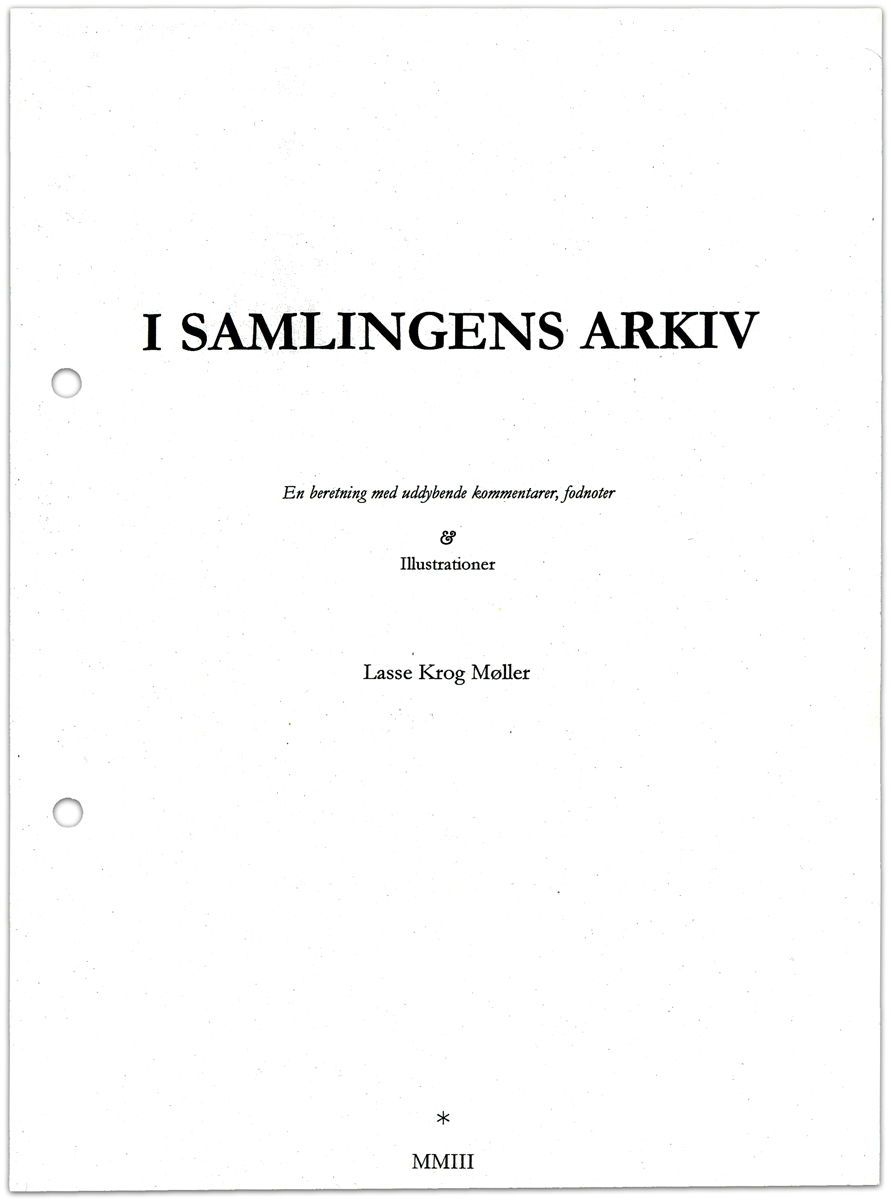 I SAMLINGENS ARKIV
En beretning med uddybende kommentarer, fodnoter
&
Illustrationer
Lasse Krog Møller
*
MMIII